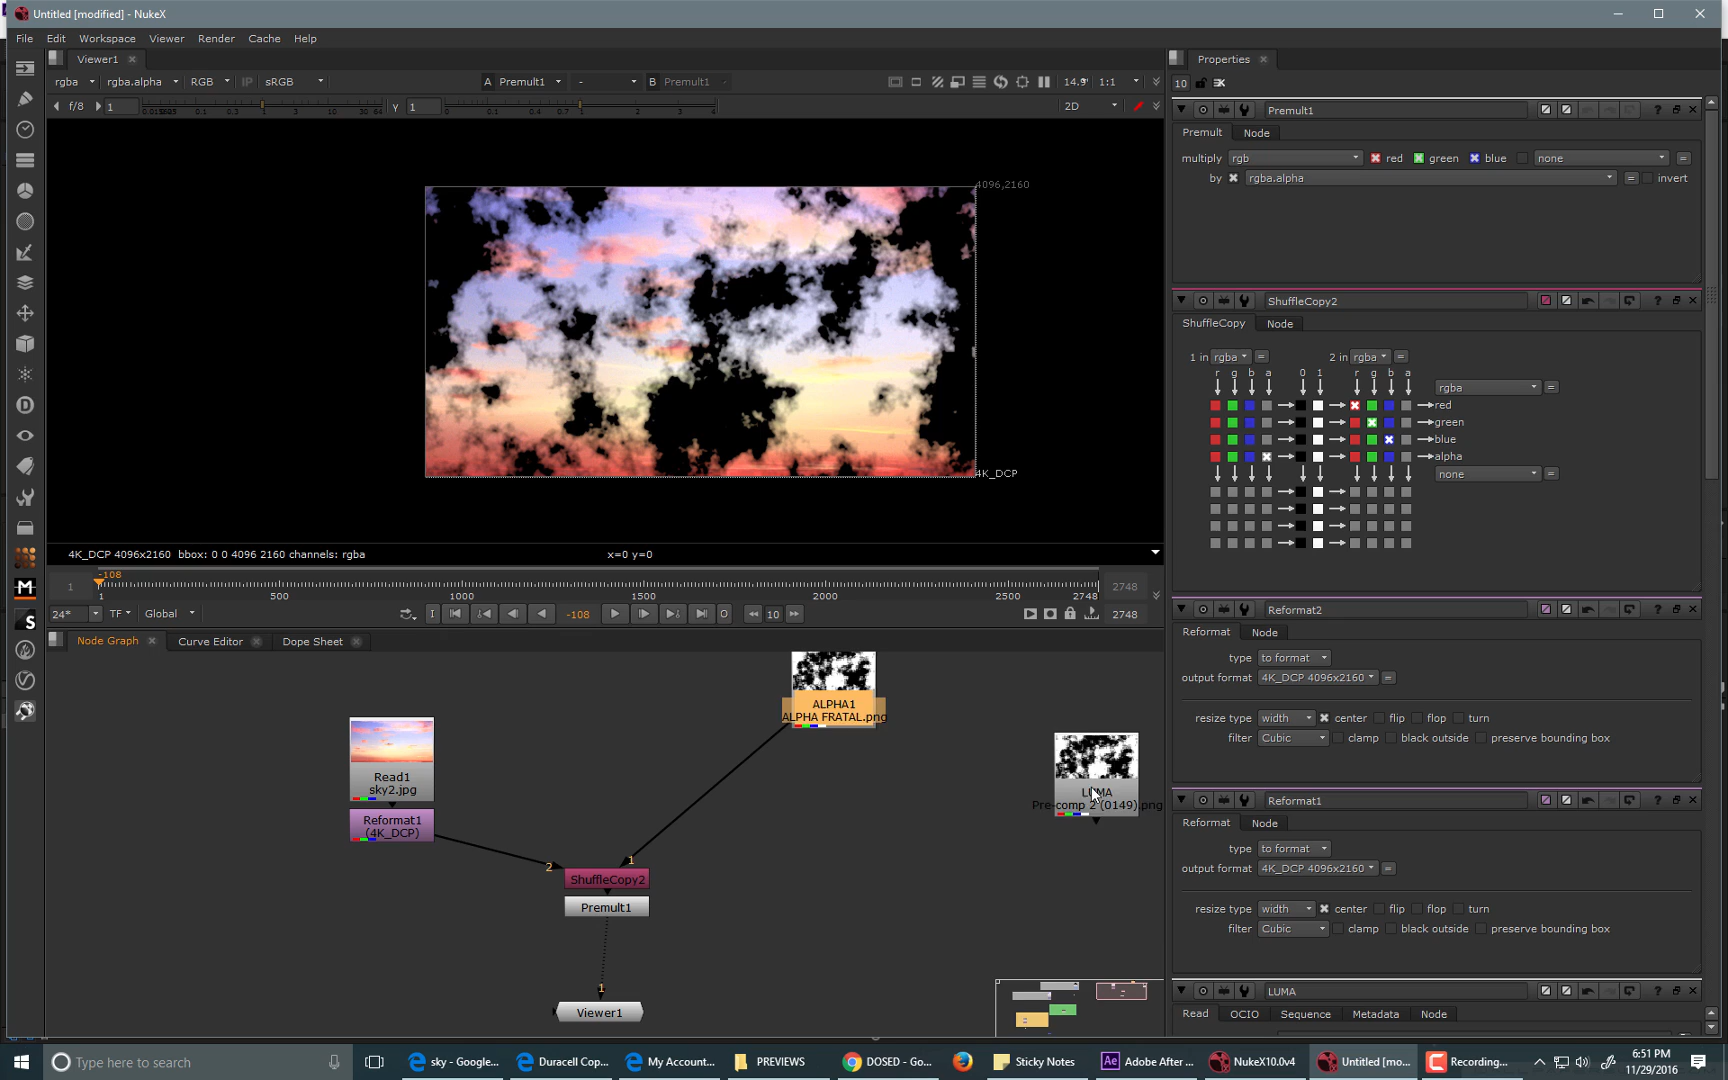 Untitled [modified] - NukeX
File Edit Workspace Viewer Render Cache Help
Viewer1
rgba rgba.alpha RGB IP sRGB A Premult1 - B Premult1 14.9 1:1
f/8 1 Y 1 2D
4096,2160
4K_DCP
4K_DCP 4096x2160 bbox: 0 0 4096 2160 channels: rgba x=0 y=0
-108
1 1 500 1000 1500 2000 2500 2748 2748
24* TF Global -108 10 2748
Node Graph Curve Editor Dope Sheet
ALPHA1
ALPHA FRATAL.png
Read1
sky2.jpg
Reformat1
(4K_DCP)
LUMA
Pre-comp 2 (0149).png
2 1
ShuffleCopy2
Premult1
1
Viewer1
Properties
10
Premult1
Premult Node
multiply rgb red green blue none =
by rgba.alpha = invert
ShuffleCopy2
ShuffleCopy Node
1 in rgba = 2 in rgba =
r g b a 0 1 r g b a
rgba =
red
green
blue
alpha
none =
Reformat2
Reformat Node
type to format
output format 4K_DCP 4096x2160 =
resize type width center flip flop turn
filter Cubic clamp black outside preserve bounding box
Reformat1
Reformat Node
type to format
output format 4K_DCP 4096x2160 =
resize type width center flip flop turn
filter Cubic clamp black outside preserve bounding box
LUMA
Read OCIO Sequence Metadata Node
Type here to search
sky - Google... Duracell Cop... My Account... PREVIEWS DOSED - Go... Sticky Notes Adobe After ... NukeX10.0v4 Untitled [mo... Recording...
6:51 PM
11/29/2016